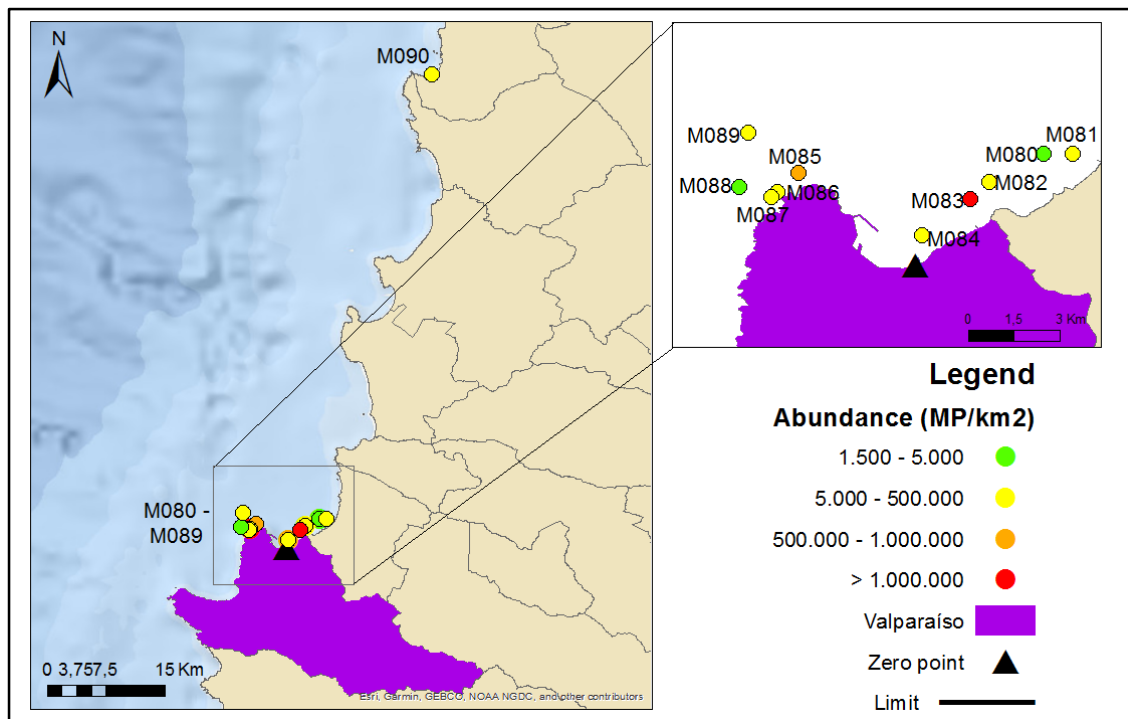 N
M090
M080 -
M089
0 3,757,5 15 Km
Esri, Garmin, GEBCO, NOAA NGDC, and other contributors
M089
M085
M088
M086
M087
M080
M081
M082
M083
M084
0 1,5 3 Km
Legend
Abundance (MP/km2)
1.500 - 5.000
5.000 - 500.000
500.000 - 1.000.000
> 1.000.000
Valparaíso
Zero point
Limit